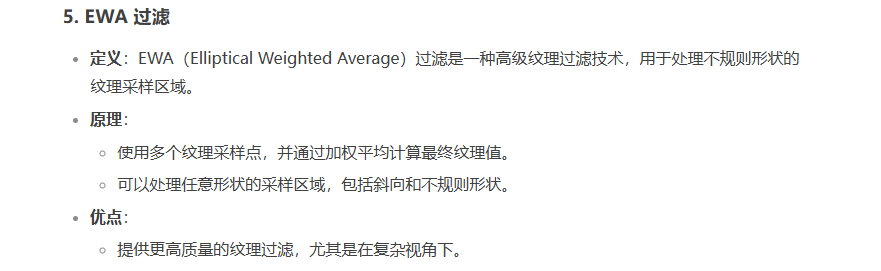 5. EWA 过滤
定义：EWA（Elliptical Weighted Average）过滤是一种高级纹理过滤技术，用于处理不规则形状的
纹理采样区域。
原理：
使用多个纹理采样点，并通过加权平均计算最终纹理值。
可以处理任意形状的采样区域，包括斜向和不规则形状。
优点：
提供更高质量的纹理过滤，尤其是在复杂视角下。